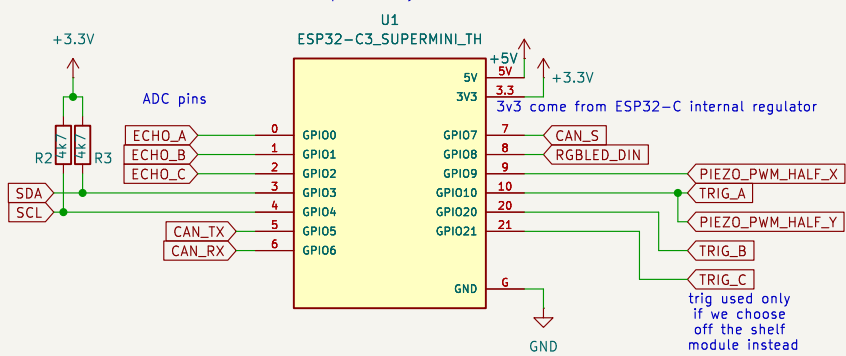 U1
ESP32-C3_SUPERMINI_TH
+3.3V
+5V
5V 5V
+3.3V
3V3 3.3
3v3 come from ESP32-C internal regulator
ADC pins
ECHO_A 0 GPIO0
ECHO_B 1 GPIO1
ECHO_C 2 GPIO2
SDA 3 GPIO3
SCL 4 GPIO4
CAN_TX 5 GPIO5
CAN_RX 6 GPIO6
R2 4k7
4k7 R3
GPIO7 7 CAN_S
GPIO8 8 RGBLED_DIN
GPIO9 9 PIEZO_PWM_HALF_X
GPIO10 10 TRIG_A
PIEZO_PWM_HALF_Y
GPIO20 20 TRIG_B
GPIO21 21 TRIG_C
GND G
GND
trig used only
if we choose
off the shelf
module instead